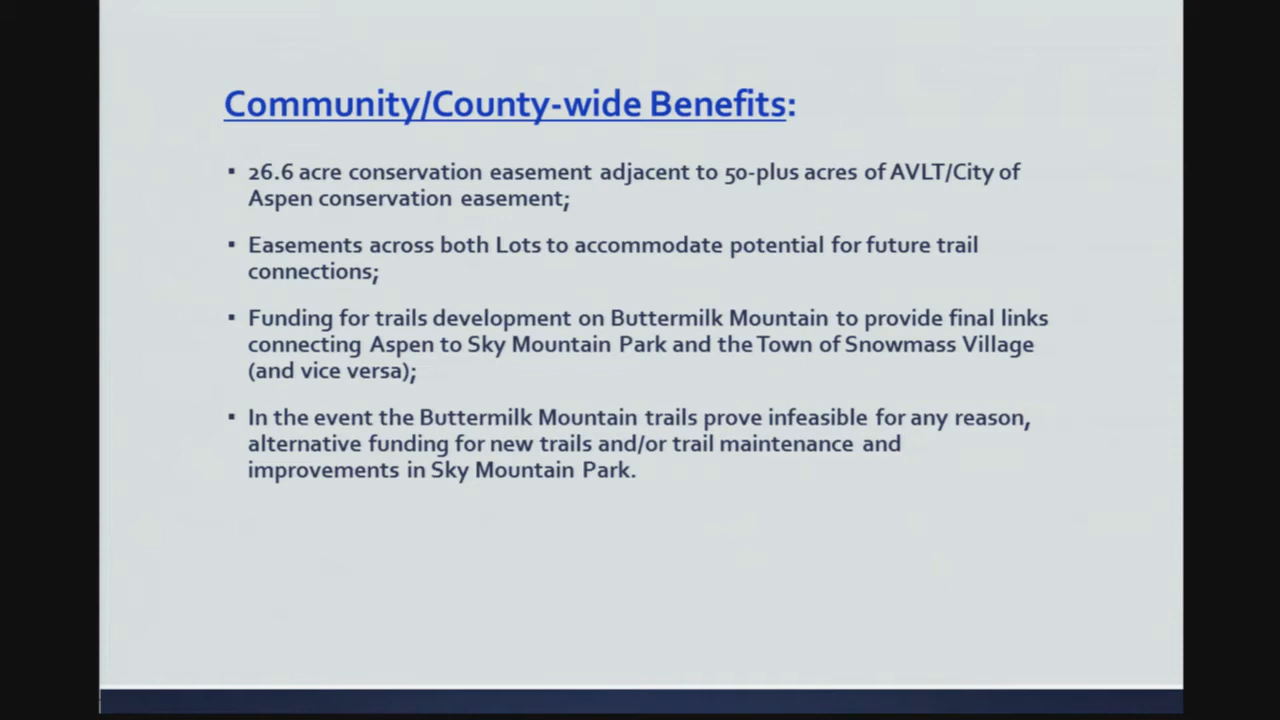 Community/County-wide Benefits:
▪ 26.6 acre conservation easement adjacent to 50-plus acres of AVLT/City of
Aspen conservation easement;
▪ Easements across both Lots to accommodate potential for future trail
connections;
▪ Funding for trails development on Buttermilk Mountain to provide final links
connecting Aspen to Sky Mountain Park and the Town of Snowmass Village
(and vice versa);
▪ In the event the Buttermilk Mountain trails prove infeasible for any reason,
alternative funding for new trails and/or trail maintenance and
improvements in Sky Mountain Park.